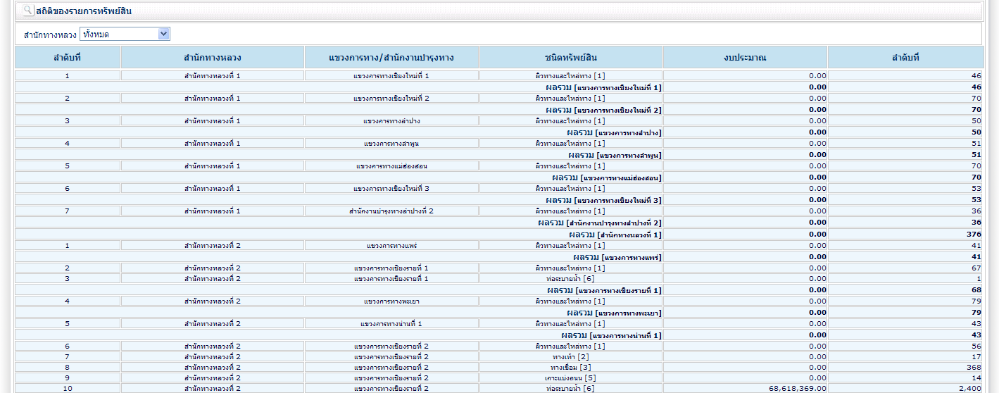 สถิติของรายการทรัพย์สิน
สำนักทางหลวง ทั้งหมด
ลำดับที่ สำนักทางหลวง แขวงการทาง/สำนักงานบำรุงทาง ชนิดทรัพย์สิน งบประมาณ ลำดับที่
1 สำนักทางหลวงที่ 1 แขวงการทางเชียงใหม่ที่ 1 ผิวทางและไหล่ทาง [1] 0.00 46
ผลรวม [แขวงการทางเชียงใหม่ที่ 1] 0.00 46
2 สำนักทางหลวงที่ 1 แขวงการทางเชียงใหม่ที่ 2 ผิวทางและไหล่ทาง [1] 0.00 70
ผลรวม [แขวงการทางเชียงใหม่ที่ 2] 0.00 70
3 สำนักทางหลวงที่ 1 แขวงการทางลำปาง ผิวทางและไหล่ทาง [1] 0.00 50
ผลรวม [แขวงการทางลำปาง] 0.00 50
4 สำนักทางหลวงที่ 1 แขวงการทางลำพูน ผิวทางและไหล่ทาง [1] 0.00 51
ผลรวม [แขวงการทางลำพูน] 0.00 51
5 สำนักทางหลวงที่ 1 แขวงการทางแม่ฮ่องสอน ผิวทางและไหล่ทาง [1] 0.00 70
ผลรวม [แขวงการทางแม่ฮ่องสอน] 0.00 70
6 สำนักทางหลวงที่ 1 แขวงการทางเชียงใหม่ที่ 3 ผิวทางและไหล่ทาง [1] 0.00 53
ผลรวม [แขวงการทางเชียงใหม่ที่ 3] 0.00 53
7 สำนักทางหลวงที่ 1 สำนักงานบำรุงทางลำปางที่ 2 ผิวทางและไหล่ทาง [1] 0.00 36
ผลรวม [สำนักงานบำรุงทางลำปางที่ 2] 0.00 36
ผลรวม [สำนักทางหลวงที่ 1] 0.00 376
1 สำนักทางหลวงที่ 2 แขวงการทางแพร่ ผิวทางและไหล่ทาง [1] 0.00 41
ผลรวม [แขวงการทางแพร่] 0.00 41
2 สำนักทางหลวงที่ 2 แขวงการทางเชียงรายที่ 1 ผิวทางและไหล่ทาง [1] 0.00 67
3 สำนักทางหลวงที่ 2 แขวงการทางเชียงรายที่ 1 ท่อระบายน้ำ [6] 0.00 1
ผลรวม [แขวงการทางเชียงรายที่ 1] 0.00 68
4 สำนักทางหลวงที่ 2 แขวงการทางพะเยา ผิวทางและไหล่ทาง [1] 0.00 79
ผลรวม [แขวงการทางพะเยา] 0.00 79
5 สำนักทางหลวงที่ 2 แขวงการทางน่านที่ 1 ผิวทางและไหล่ทาง [1] 0.00 43
ผลรวม [แขวงการทางน่านที่ 1] 0.00 43
6 สำนักทางหลวงที่ 2 แขวงการทางเชียงรายที่ 2 ผิวทางและไหล่ทาง [1] 0.00 56
7 สำนักทางหลวงที่ 2 แขวงการทางเชียงรายที่ 2 ทางเท้า [2] 0.00 17
8 สำนักทางหลวงที่ 2 แขวงการทางเชียงรายที่ 2 ทางเชื่อม [3] 0.00 368
9 สำนักทางหลวงที่ 2 แขวงการทางเชียงรายที่ 2 เกาะแบ่งถนน [5] 0.00 14
10 สำนักทางหลวงที่ 2 แขวงการทางเชียงรายที่ 2 ท่อระบายน้ำ [6] 68,618,369.00 2,400